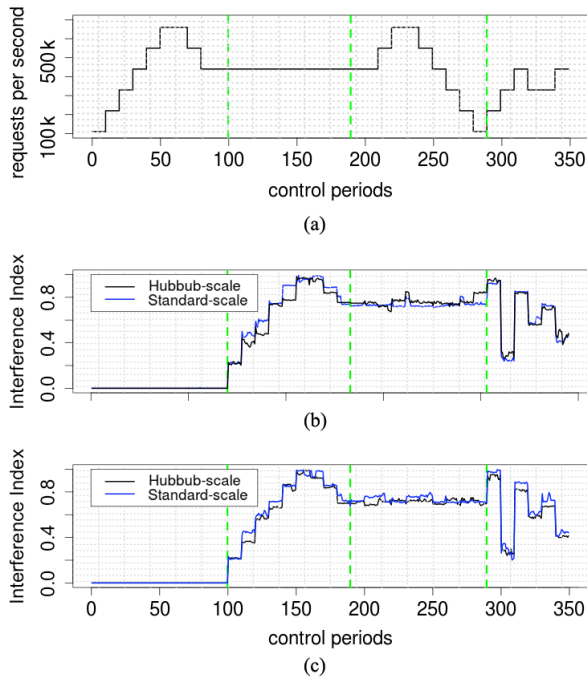 requests per second
100k
500k
0
50
100
150
200
250
300
350
control periods
(a)
Interference Index
0.0
0.4
0.8
Hubbub-scale
Standard-scale
(b)
Interference Index
0.0
0.4
0.8
Hubbub-scale
Standard-scale
0
50
100
150
200
250
300
350
control periods
(c)